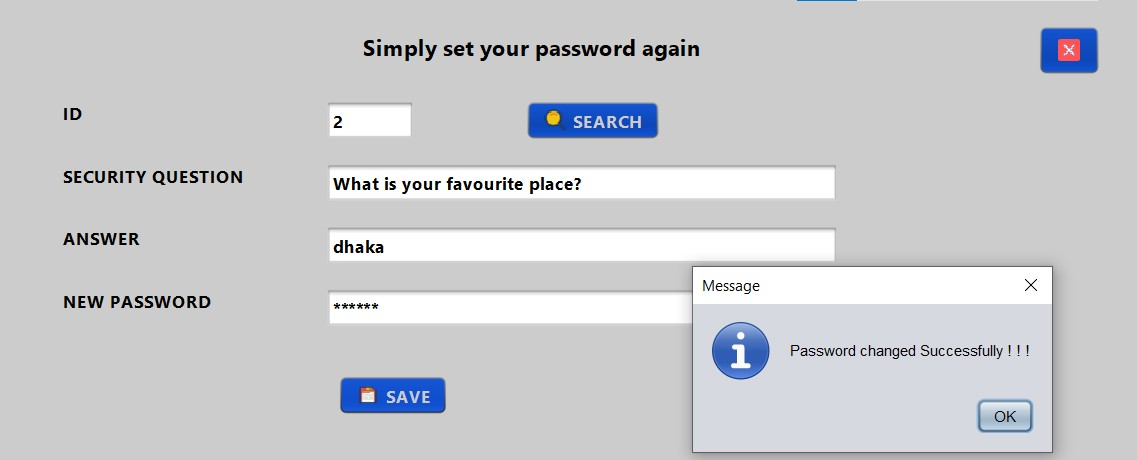 Simply set your password again
ID
2
SEARCH
SECURITY QUESTION
What is your favourite place?
ANSWER
dhaka
NEW PASSWORD
******
SAVE
Message
Password changed Successfully ! ! !
OK